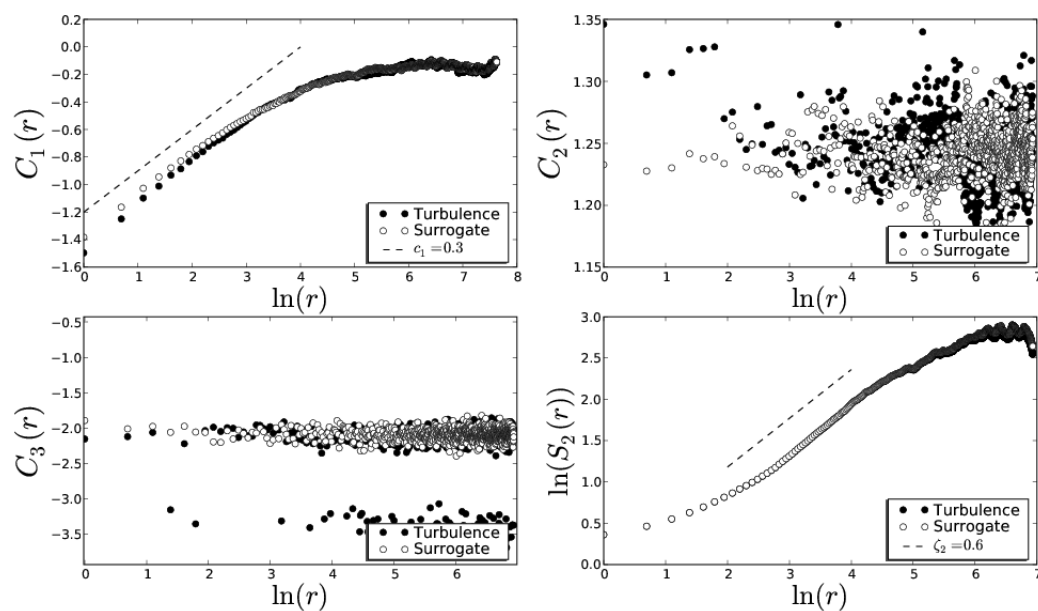 0.2
0.0
−0.2
−0.4
−0.6
−0.8
−1.0
−1.2
−1.4
−1.6
C₁(r)
0 1 2 3 4 5 6 7 8
ln(r)
Turbulence
Surrogate
c₁ = 0.3
1.35
1.30
1.25
1.20
1.15
C₂(r)
0 1 2 3 4 5 6 7
ln(r)
Turbulence
Surrogate
−0.5
−1.0
−1.5
−2.0
−2.5
−3.0
−3.5
C₃(r)
0 1 2 3 4 5 6
ln(r)
Turbulence
Surrogate
3.0
2.5
2.0
1.5
1.0
0.5
0.0
ln(S₂(r))
0 1 2 3 4 5 6 7
ln(r)
Turbulence
Surrogate
ζ₂ = 0.6